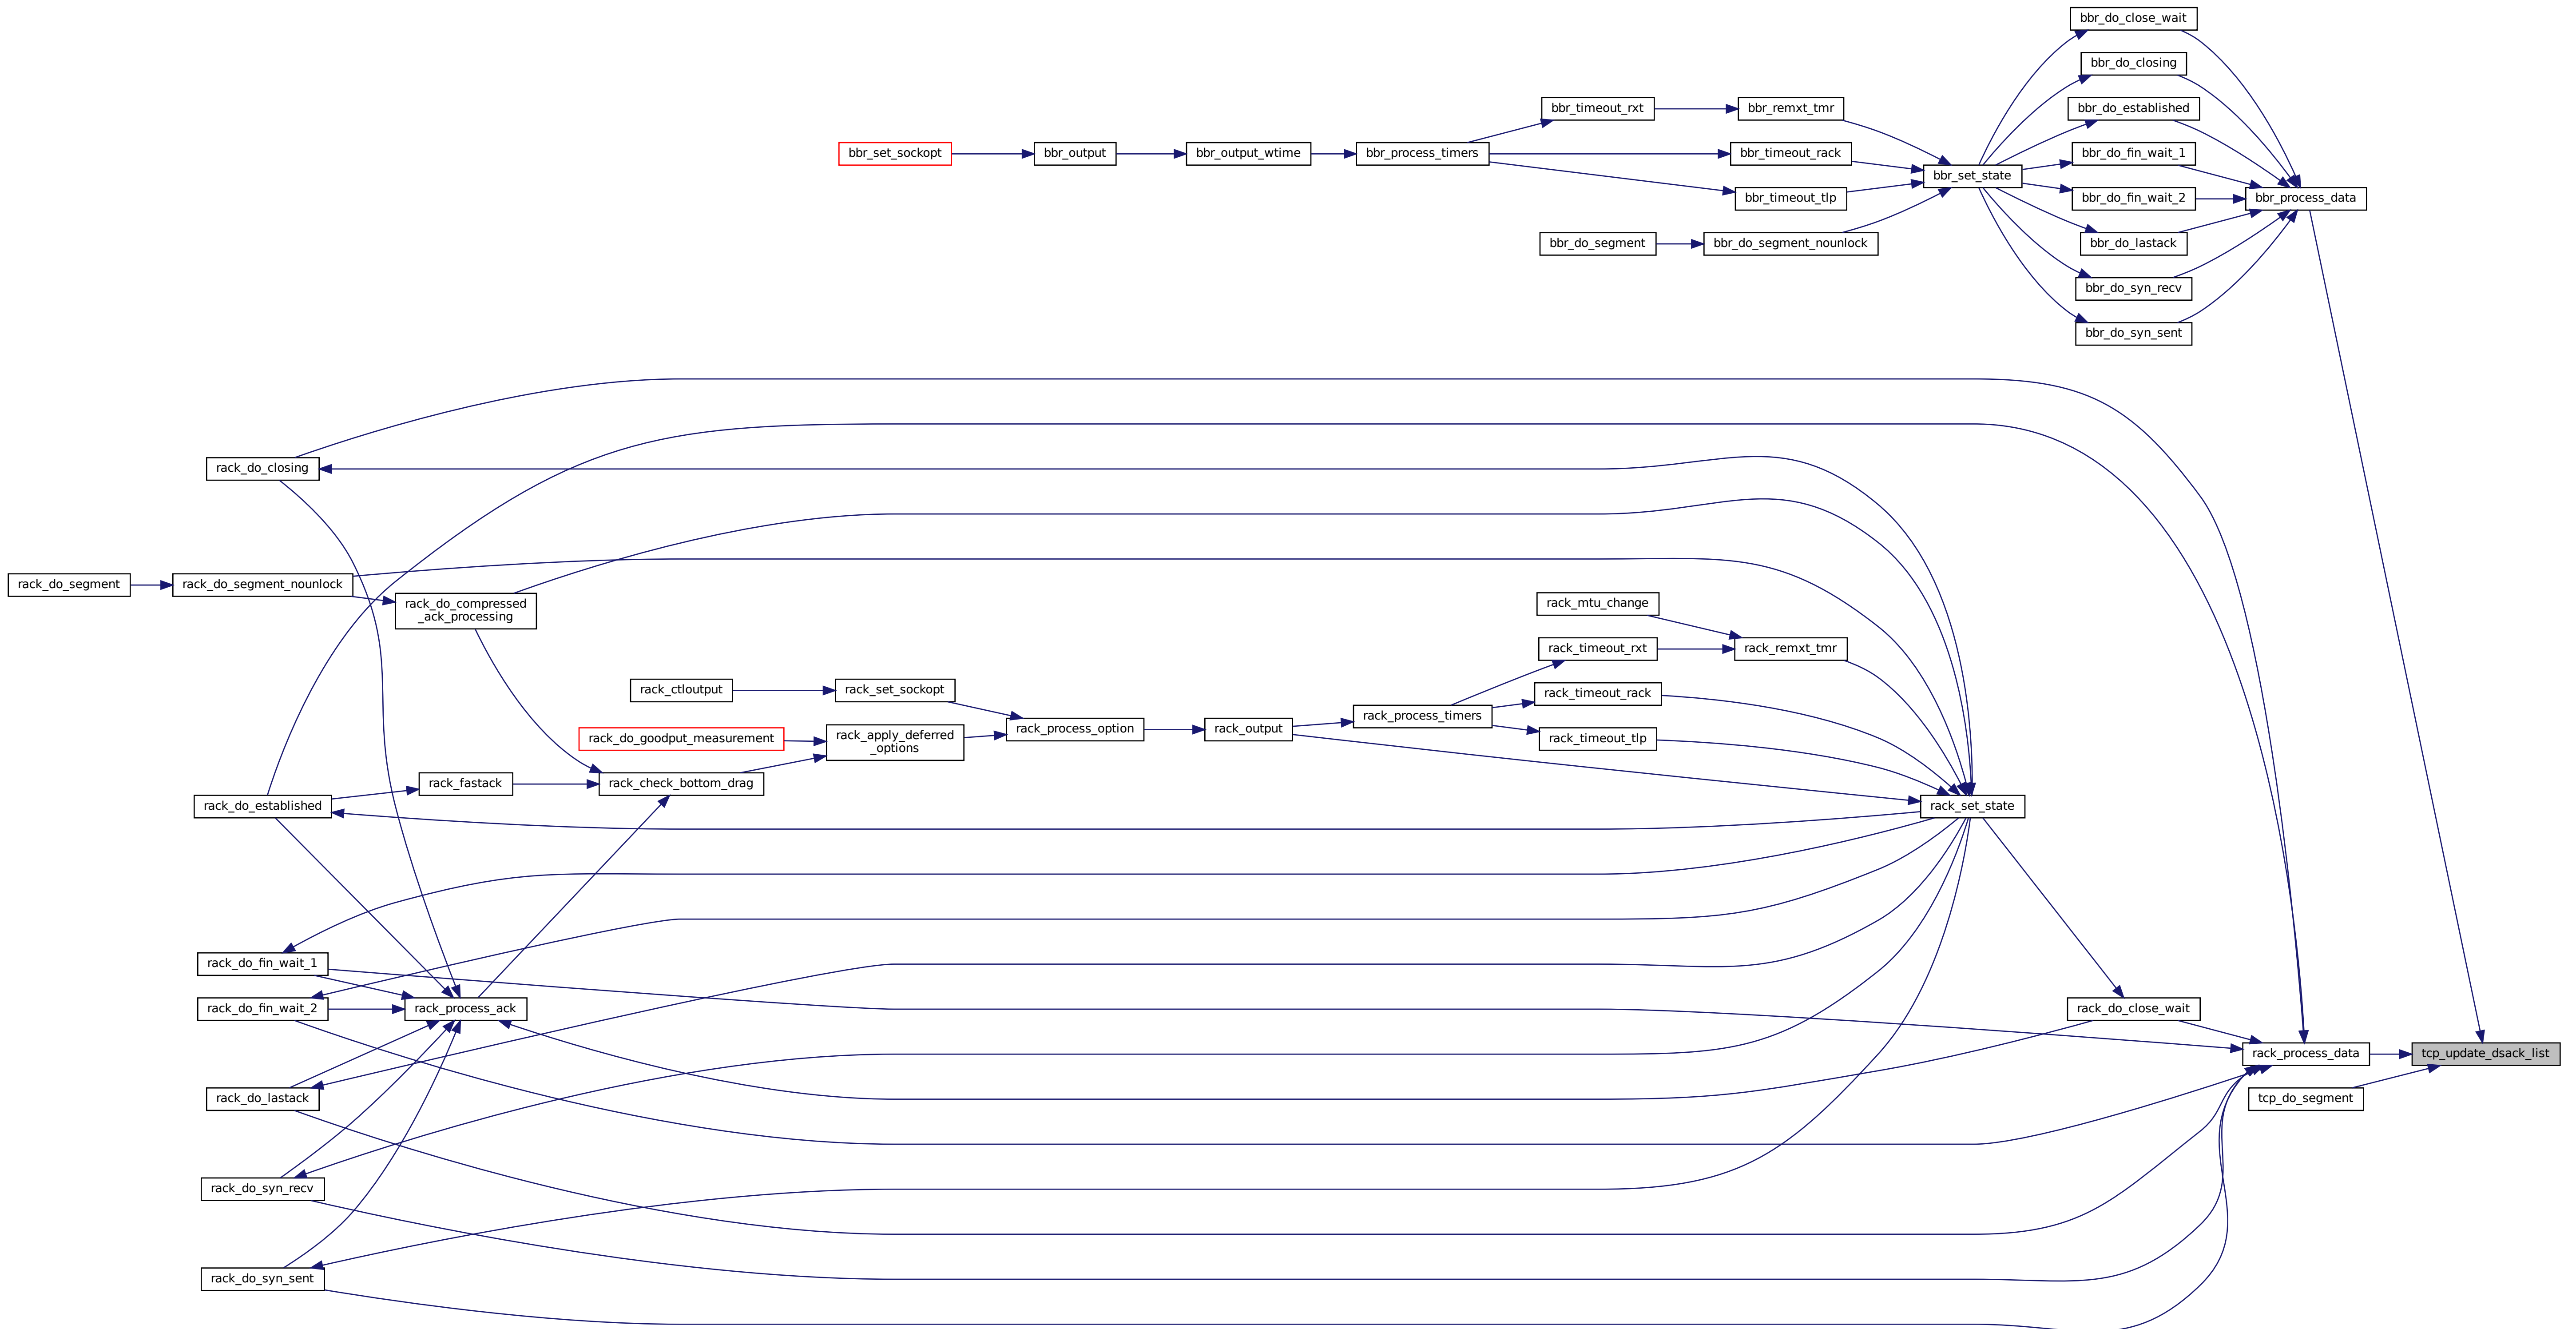 bbr_do_close_wait
bbr_do_closing
bbr_do_established
bbr_timeout_rxt
bbr_remxt_tmr
bbr_set_sockopt
bbr_output
bbr_output_wtime
bbr_process_timers
bbr_timeout_rack
bbr_do_fin_wait_1
bbr_set_state
bbr_timeout_tlp
bbr_do_fin_wait_2
bbr_process_data
bbr_do_segment
bbr_do_segment_nounlock
bbr_do_lastack
bbr_do_syn_recv
bbr_do_syn_sent
rack_do_closing
rack_do_segment
rack_do_segment_nounlock
rack_do_compressed
_ack_processing
rack_mtu_change
rack_timeout_rxt
rack_remxt_tmr
rack_ctloutput
rack_set_sockopt
rack_timeout_rack
rack_process_timers
rack_do_goodput_measurement
rack_apply_deferred
_options
rack_process_option
rack_output
rack_timeout_tlp
rack_fastack
rack_check_bottom_drag
rack_do_established
rack_set_state
rack_do_fin_wait_1
rack_do_fin_wait_2
rack_process_ack
rack_do_close_wait
rack_process_data
tcp_update_dsack_list
rack_do_lastack
tcp_do_segment
rack_do_syn_recv
rack_do_syn_sent